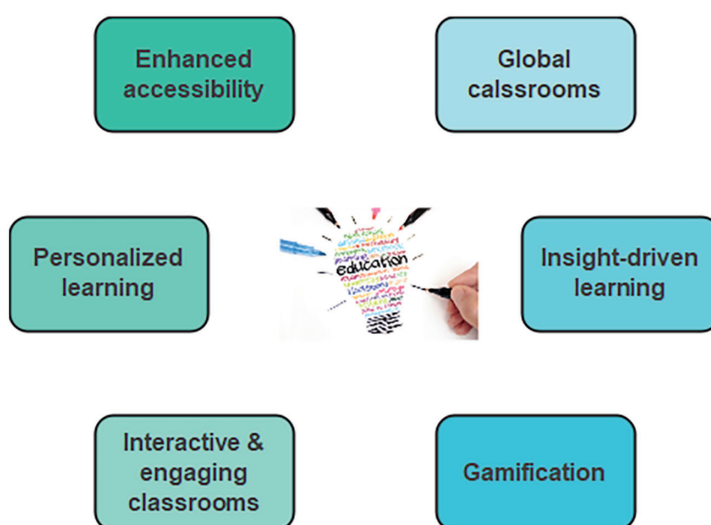 Enhanced
accessibility
Global
calssrooms
Personalized
learning
education
Insight-driven
learning
Interactive &
engaging
classrooms
Gamification